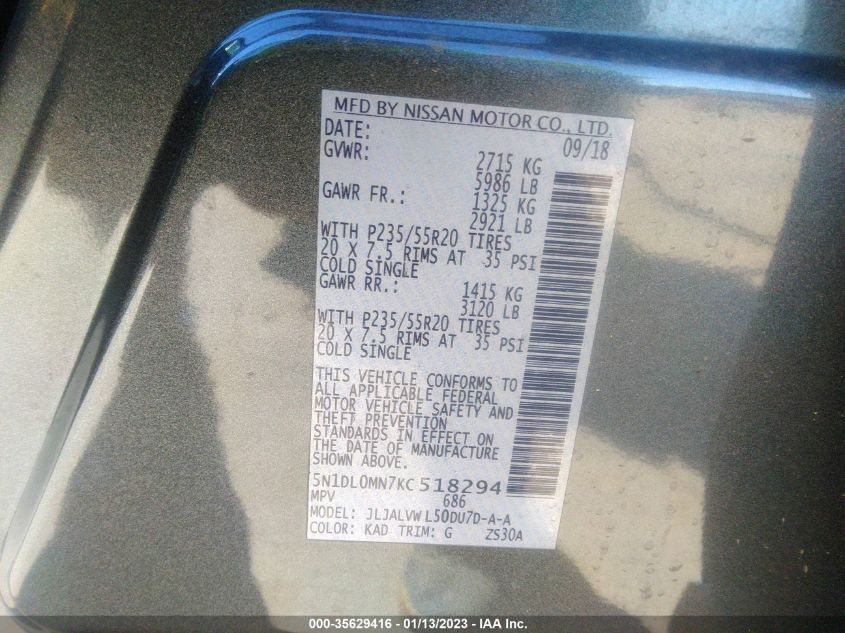 MFD BY NISSAN MOTOR CO., LTD.
DATE: 09/18
GVWR: 2715 KG
5986 LB
GAWR FR.: 1325 KG
2921 LB
WITH P235/55R20 TIRES
20 X 7.5 RIMS AT 35 PSI
COLD SINGLE
GAWR RR.: 1415 KG
3120 LB
WITH P235/55R20 TIRES
20 X 7.5 RIMS AT 35 PSI
COLD SINGLE
THIS VEHICLE CONFORMS TO
ALL APPLICABLE FEDERAL
MOTOR VEHICLE SAFETY AND
THEFT PREVENTION
STANDARDS IN EFFECT ON
THE DATE OF MANUFACTURE
SHOWN ABOVE.
5N1DL0MN7KC518294
MPV 686
MODEL: JLJALVWL50DU7D-A-A
COLOR: KAD TRIM: G ZS30A
000-35629416 - 01/13/2023 - IAA Inc.